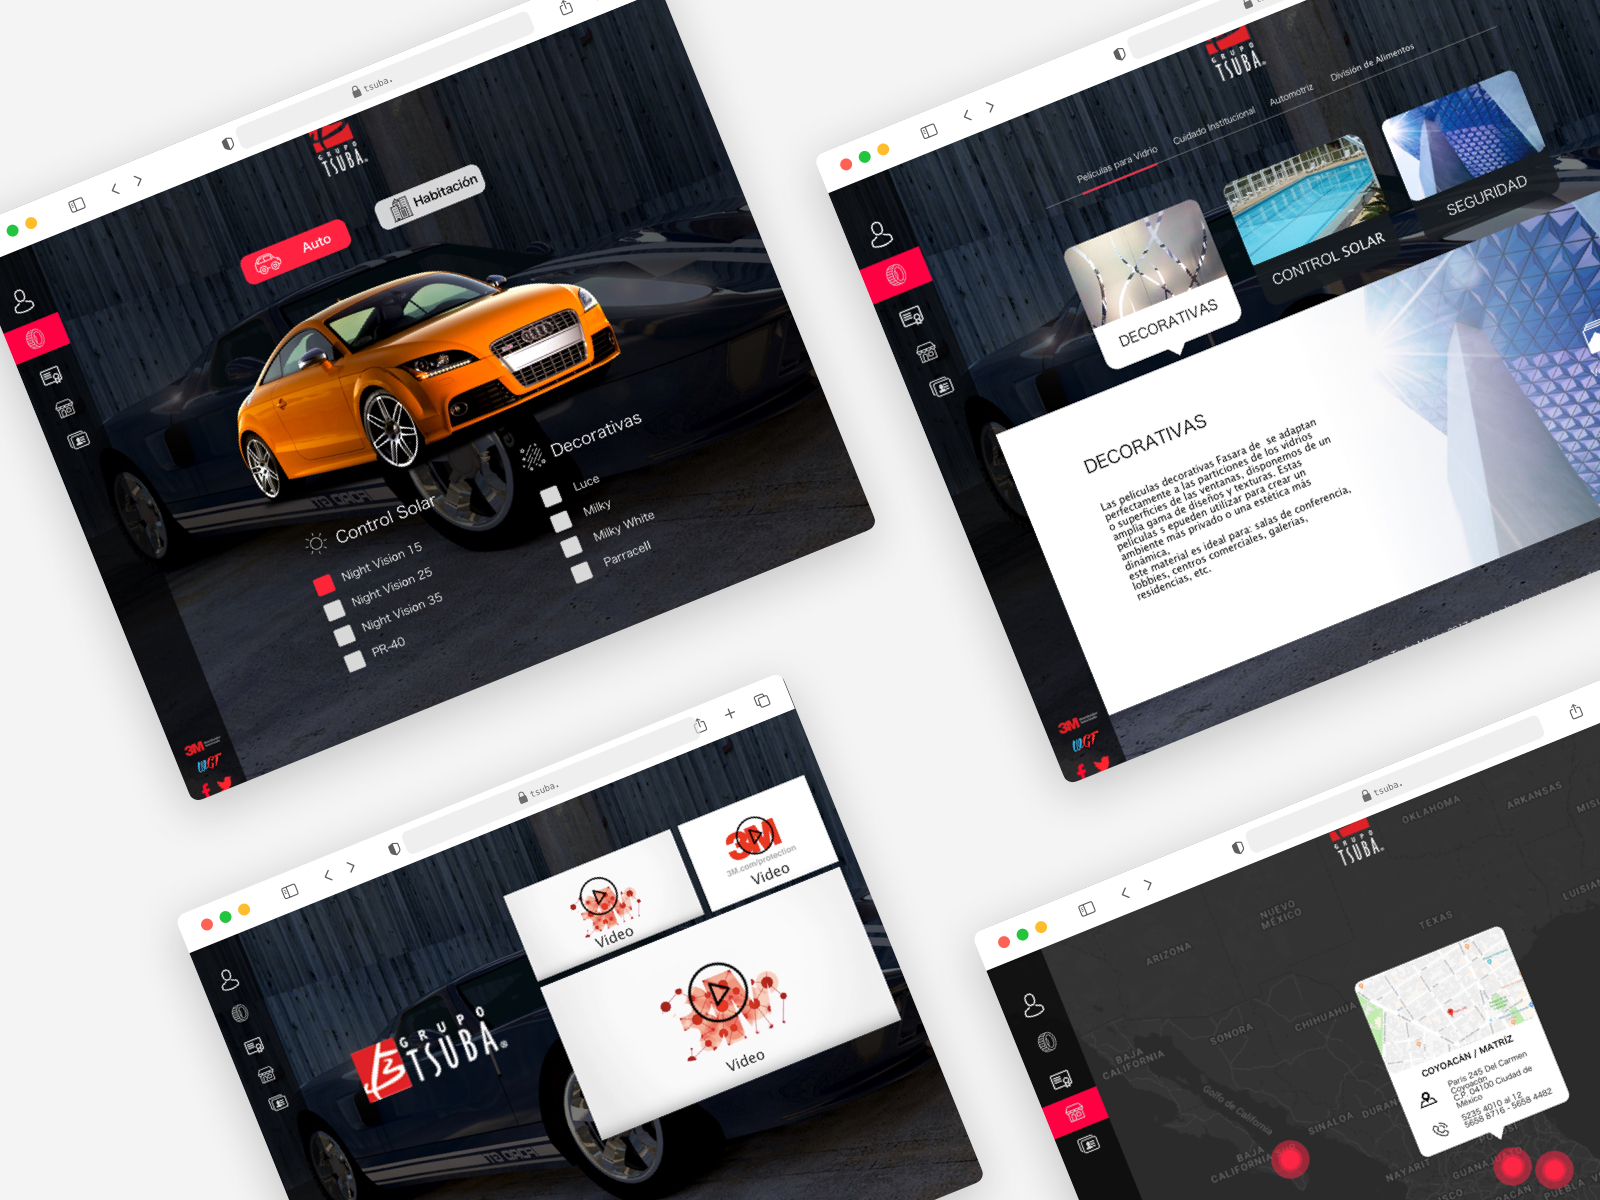 tsuba.
GRUPO
TSUBA®
Auto
Habitación
Control Solar
Night Vision 15
Night Vision 25
Night Vision 35
PR-40
Decorativas
Luce
Milky
Milky White
Parracell
3M
GT
GRUPO
TSUBA®
Películas para Vidrio
Cuidado Institucional
Automotriz
División de Alimentos
DECORATIVAS
CONTROL SOLAR
SEGURIDAD
DECORATIVAS
Las películas decorativas Fasara de se adaptan
perfectamente a las particiones de los vidrios
o superficies de las ventanas, disponemos de un
amplia gama de diseños y texturas. Estas
películas s epueden utilizar para crear un
ambiente más privado o una estética más
dinámica,
este material es ideal para: salas de conferencia,
lobbies, centros comerciales, galerias,
residencias, etc.
3M
GT
tsuba.
GRUPO
TSUBA®
Video
3M
3M.com/protection
Video
Video
tsuba.
GRUPO
TSUBA®
OKLAHOMA
ARKANSAS
NUEVO
MÉXICO
TEXAS
ARIZONA
CHIHUAHUA
SONORA
BAJA
CALIFORNIA
Golfo de California
SINALOA
BAJA
CALIFORNIA
NAYARIT
COYOACÁN / MATRÍZ
París 245 Del Carmen
Coyoacán
C.P. 04100 Ciudad de
México
5235 4010 al 12
5658 8716 - 5658 4482